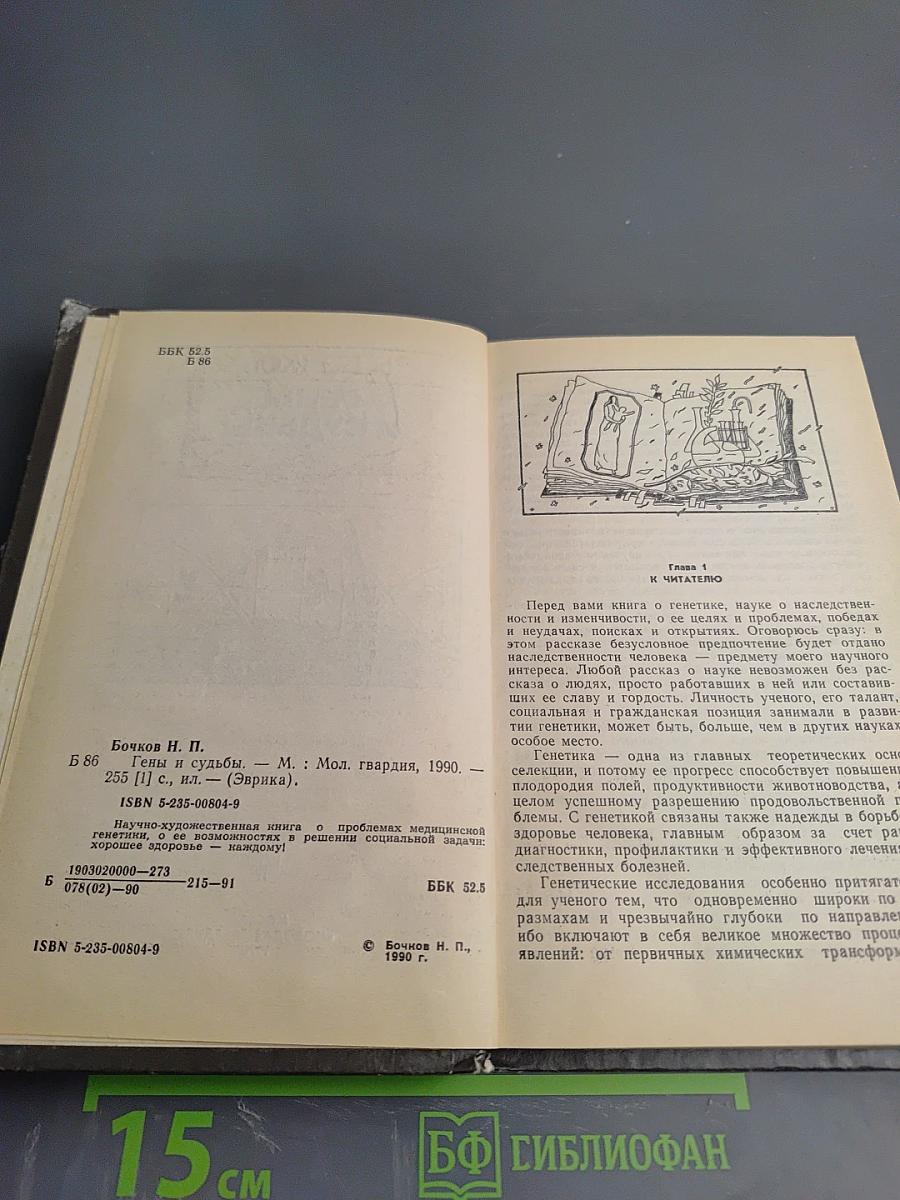 ББК 52.5
Б 86
Бочков Н. П.
Б 86 Гены и судьбы. — М. : Мол. гвардия, 1990. —
255 [1] с., ил. — (Эврика).
ISBN 5-235-00804-9
Научно-художественная книга о проблемах медицинской
генетики, о ее возможностях в решении социальной задачи:
хорошее здоровье — каждому!
Б 1903020000—273
078(02)—90
215—91
ББК 52.5
ISBN 5-235-00804-9
© Бочков Н. П.,
1990 г.
Глава 1
К ЧИТАТЕЛЮ
Перед вами книга о генетике, науке о наследствен-
ности и изменчивости, о ее целях и проблемах, победах
и неудачах, поисках и открытиях. Оговорюсь сразу: в
этом рассказе безусловное предпочтение будет отдано
наследственности человека — предмету моего научного
интереса. Любой рассказ о науке невозможен без рас-
сказа о людях, просто работавших в ней или составив-
ших ее славу и гордость. Личность ученого, его талант,
социальная и гражданская позиция занимали в разви-
тии генетики, может быть, больше, чем в других науках
особое место.
Генетика — одна из главных теоретических осно
селекции, и потому ее прогресс способствует повышен
плодородия полей, продуктивности животноводства,
целом успешному разрешению продовольственной п
блемы. С генетикой связаны также надежды в борьб
здоровье человека, главным образом за счет ра
диагностики, профилактики и эффективного лечени
следственных болезней.
Генетические исследования особенно притягат
для ученого тем, что одновременно широки по
размахам и чрезвычайно глубоки по направле
ибо включают в себя великое множество проце
явлений: от первичных химических трансфор
15 см
БФ БИБЛИОФАН